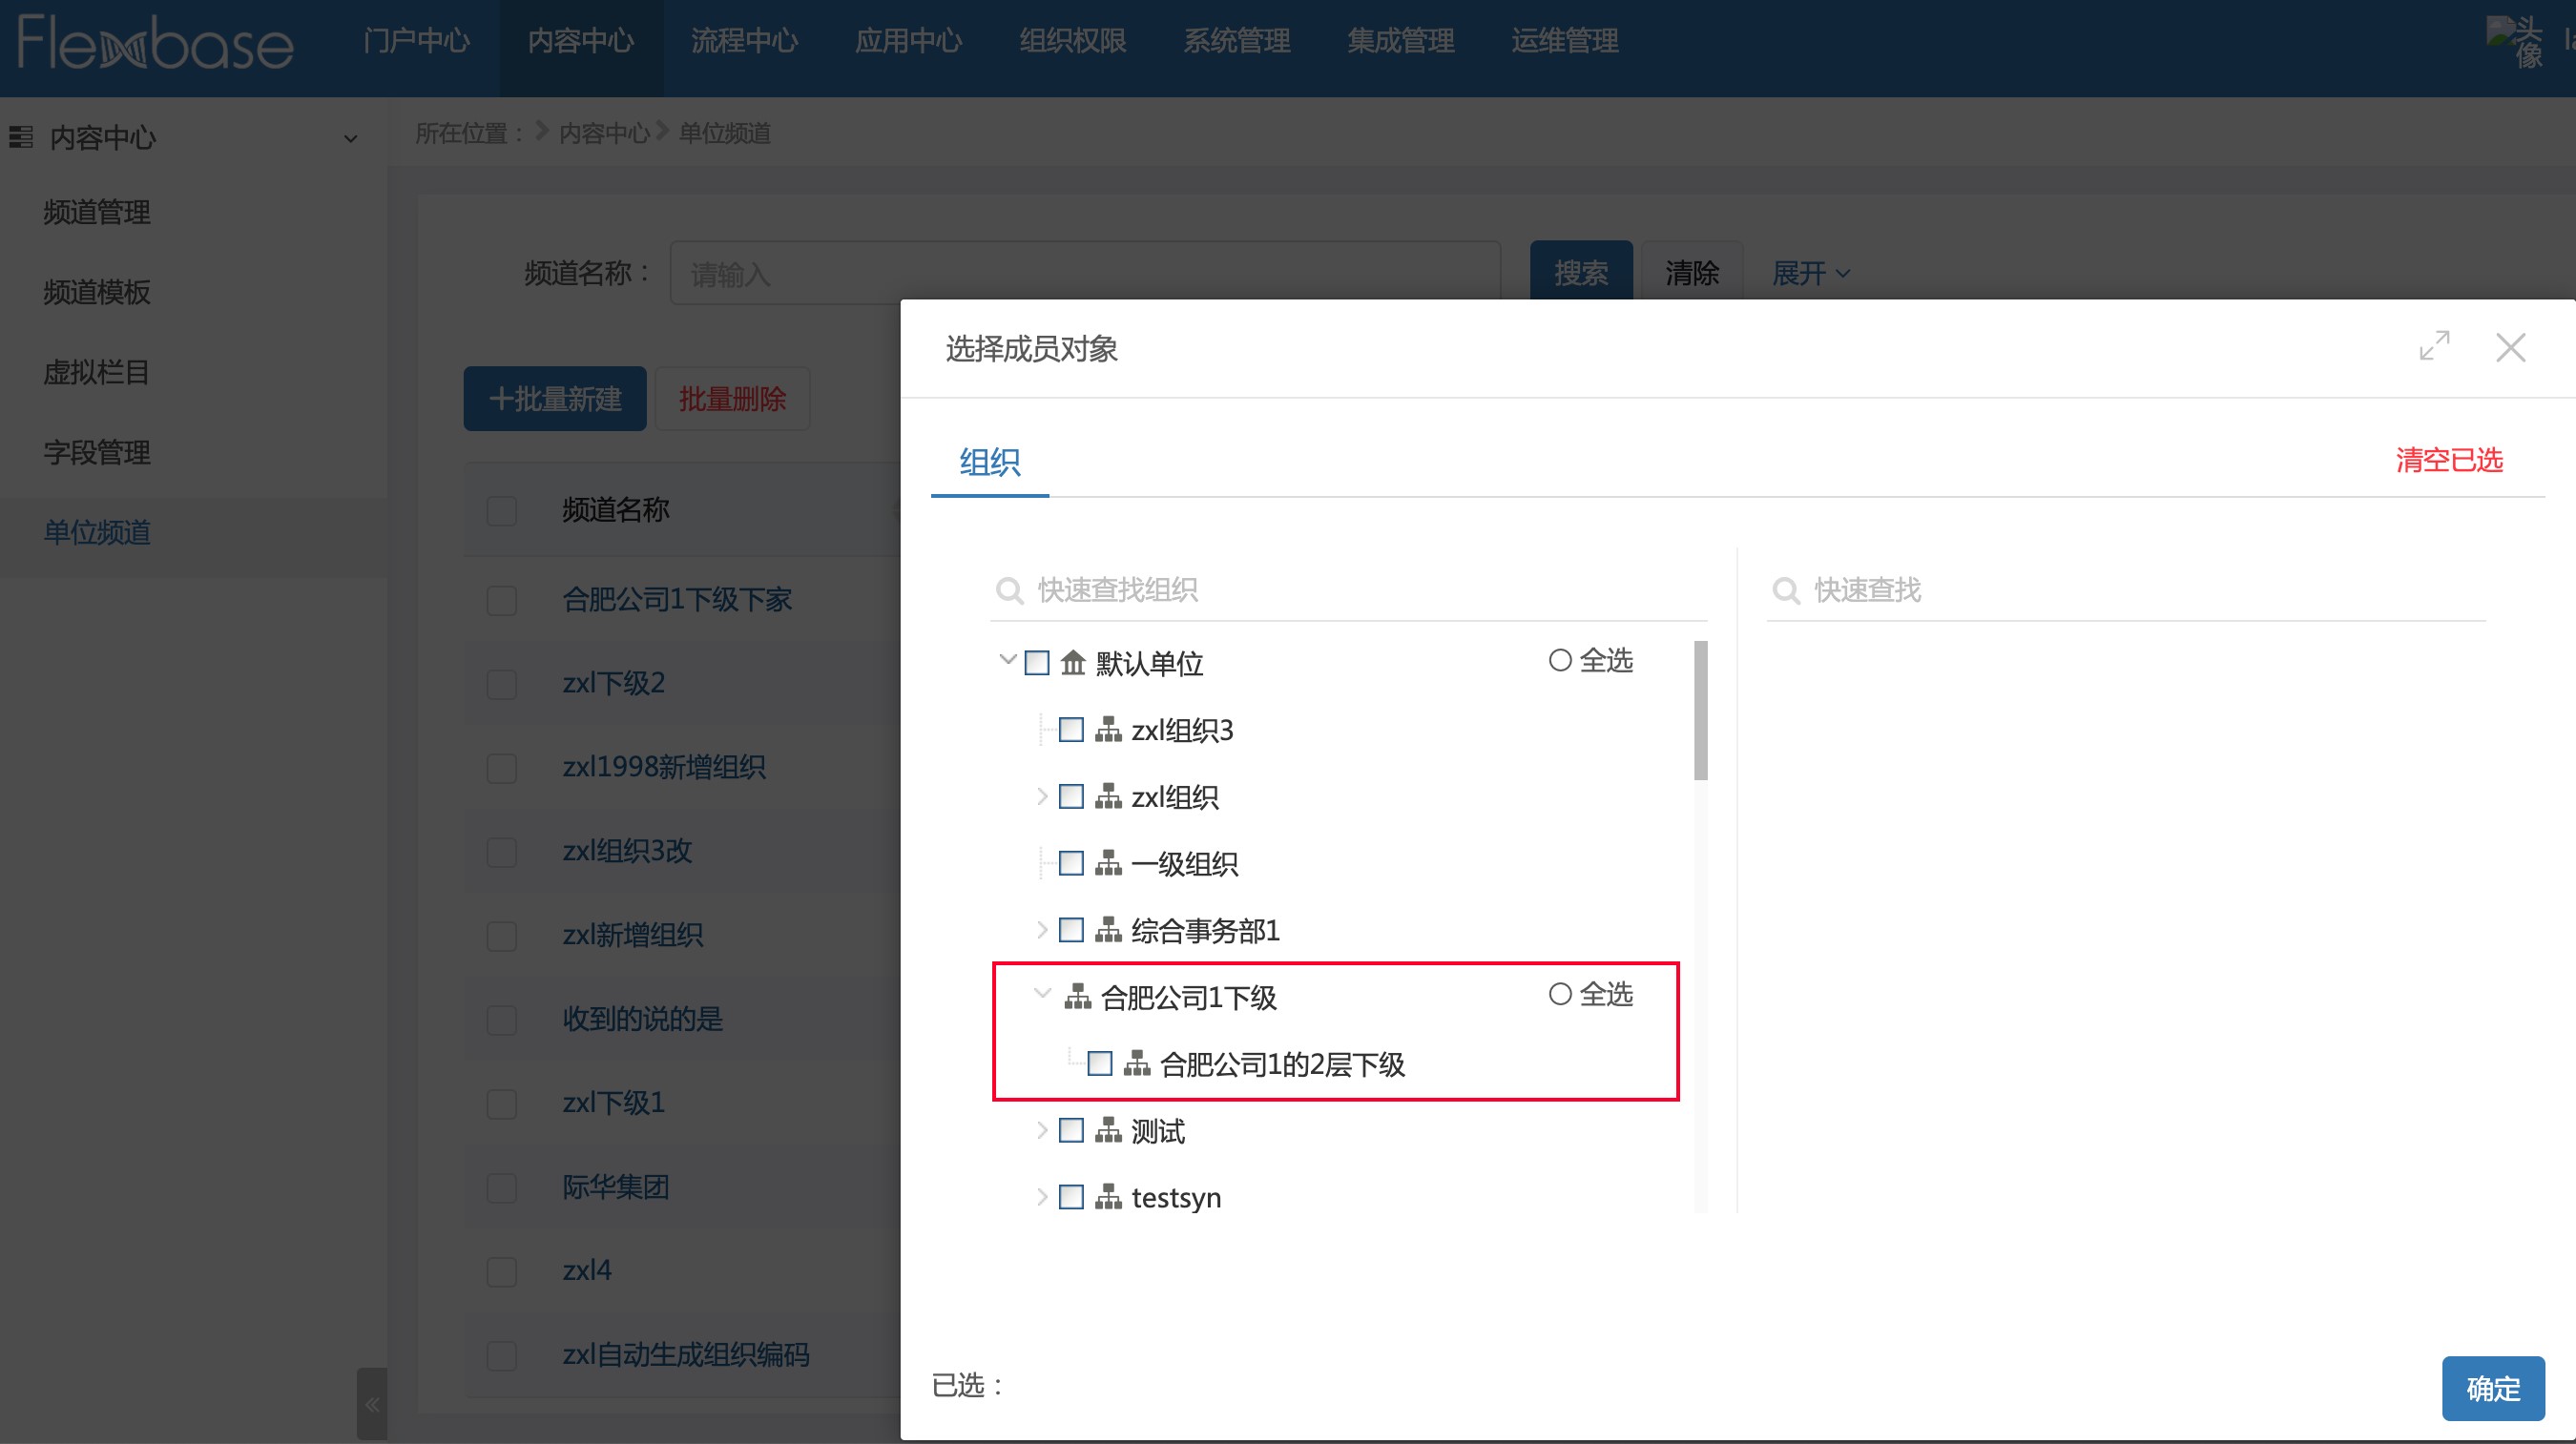 Flexbase 门户中心 内容中心 流程中心 应用中心 组织权限 系统管理 集成管理 运维管理 头像
内容中心
频道管理
频道模板
虚拟栏目
字段管理
单位频道
所在位置： 内容中心 单位频道
频道名称： 请输入 搜索 清除 展开
+批量新建 批量删除
频道名称
合肥公司1下级下家
zxl下级2
zxl1998新增组织
zxl组织3改
zxl新增组织
收到的说的是
zxl下级1
际华集团
zxl4
zxl自动生成组织编码
选择成员对象
组织 清空已选
快速查找组织
快速查找
默认单位 全选
zxl组织3
zxl组织
一级组织
综合事务部1
合肥公司1下级 全选
合肥公司1的2层下级
测试
testsyn
已选：
确定